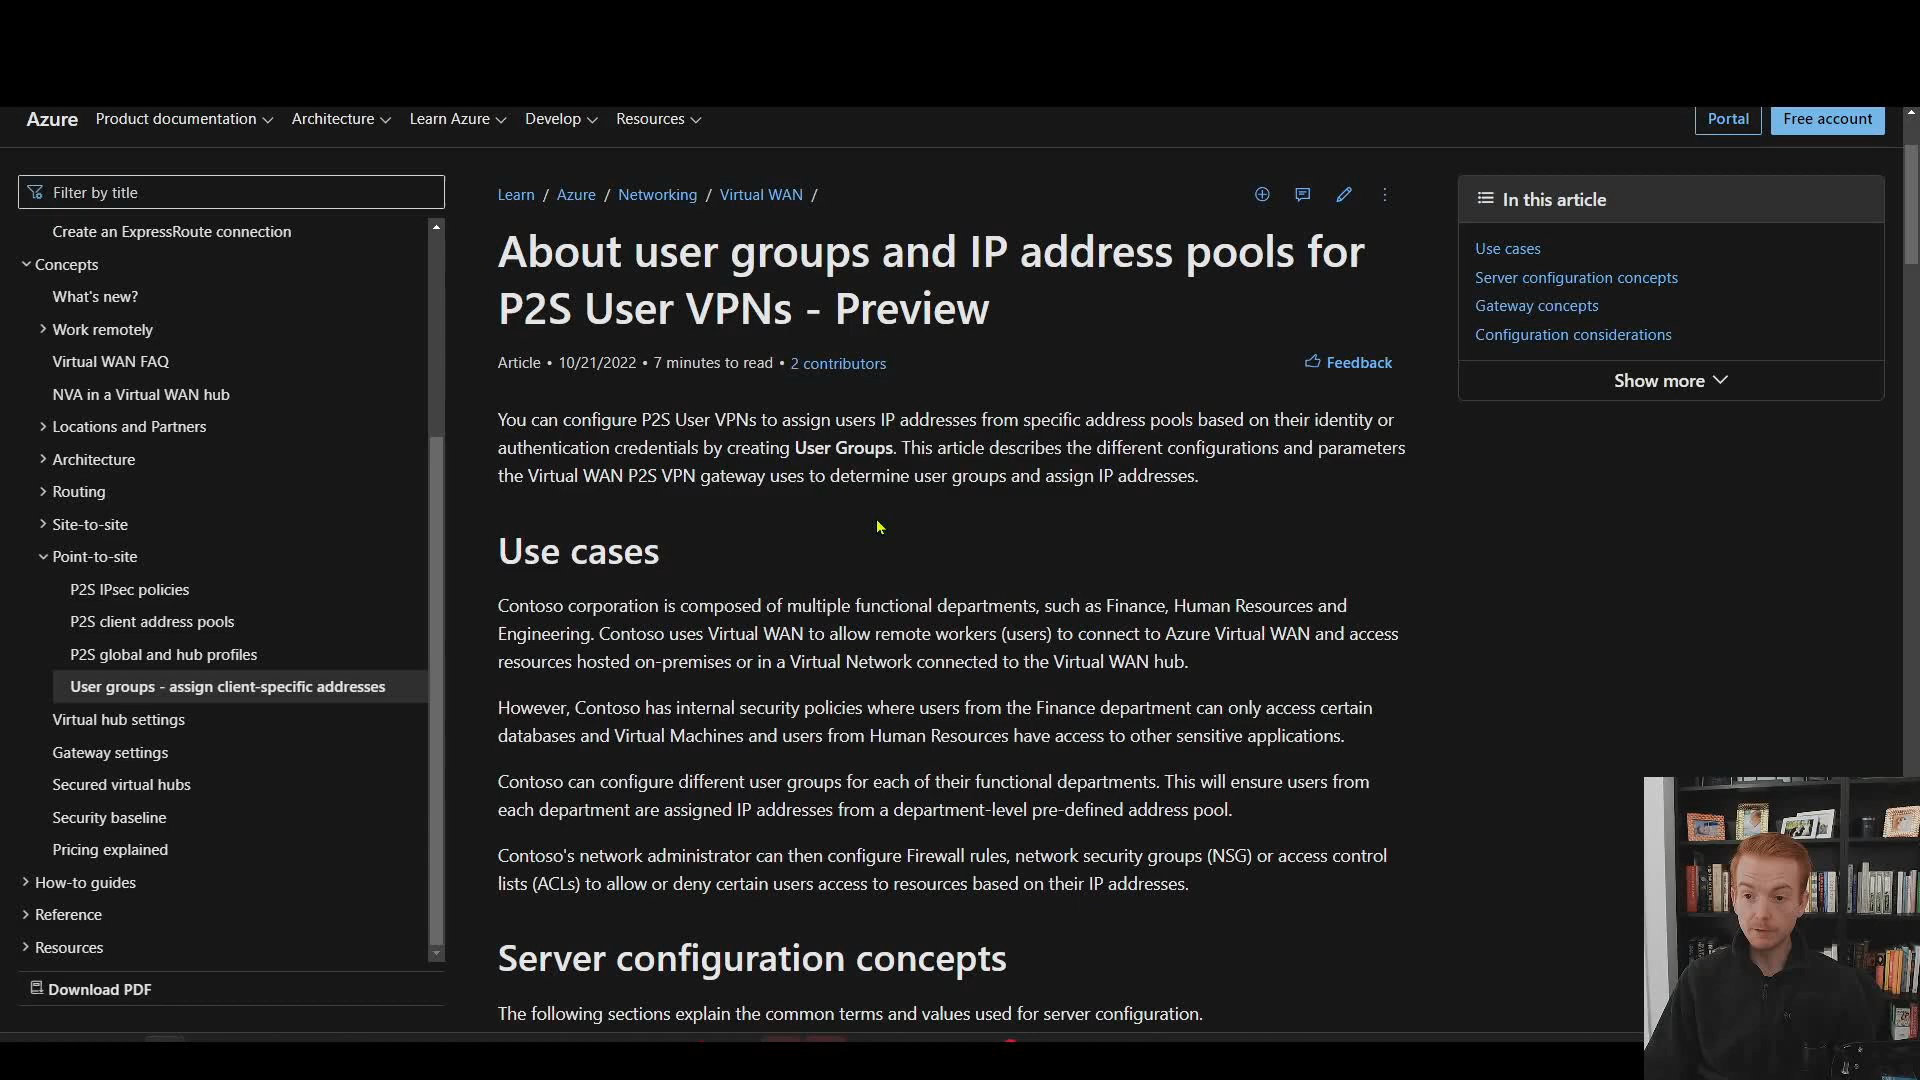 Azure Product documentation Architecture Learn Azure Develop Resources Portal Free account
Filter by title
Create an ExpressRoute connection
Concepts
What's new?
Work remotely
Virtual WAN FAQ
NVA in a Virtual WAN hub
Locations and Partners
Architecture
Routing
Site-to-site
Point-to-site
P2S IPsec policies
P2S client address pools
P2S global and hub profiles
User groups - assign client-specific addresses
Virtual hub settings
Gateway settings
Secured virtual hubs
Security baseline
Pricing explained
How-to guides
Reference
Resources
Download PDF
Learn / Azure / Networking / Virtual WAN /
About user groups and IP address pools for
P2S User VPNs - Preview
Article • 10/21/2022 • 7 minutes to read • 2 contributors
Feedback
You can configure P2S User VPNs to assign users IP addresses from specific address pools based on their identity or
authentication credentials by creating User Groups. This article describes the different configurations and parameters
the Virtual WAN P2S VPN gateway uses to determine user groups and assign IP addresses.
Use cases
Contoso corporation is composed of multiple functional departments, such as Finance, Human Resources and
Engineering. Contoso uses Virtual WAN to allow remote workers (users) to connect to Azure Virtual WAN and access
resources hosted on-premises or in a Virtual Network connected to the Virtual WAN hub.
However, Contoso has internal security policies where users from the Finance department can only access certain
databases and Virtual Machines and users from Human Resources have access to other sensitive applications.
Contoso can configure different user groups for each of their functional departments. This will ensure users from
each department are assigned IP addresses from a department-level pre-defined address pool.
Contoso's network administrator can then configure Firewall rules, network security groups (NSG) or access control
lists (ACLs) to allow or deny certain users access to resources based on their IP addresses.
Server configuration concepts
The following sections explain the common terms and values used for server configuration.
In this article
Use cases
Server configuration concepts
Gateway concepts
Configuration considerations
Show more